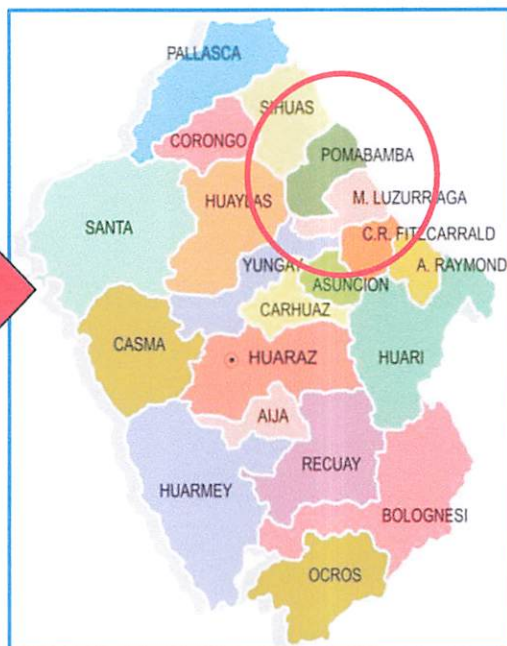 PALLASCA
SIHUAS
CORONGO
POMABAMBA
HUAYLAS
M. LUZURRIAGA
SANTA
C.R. FITZCARRALD
YUNGAY
A. RAYMOND
ASUNCION
CARHUAZ
CASMA
HUARAZ
HUARI
AIJA
RECUAY
HUARMEY
BOLOGNESI
OCROS